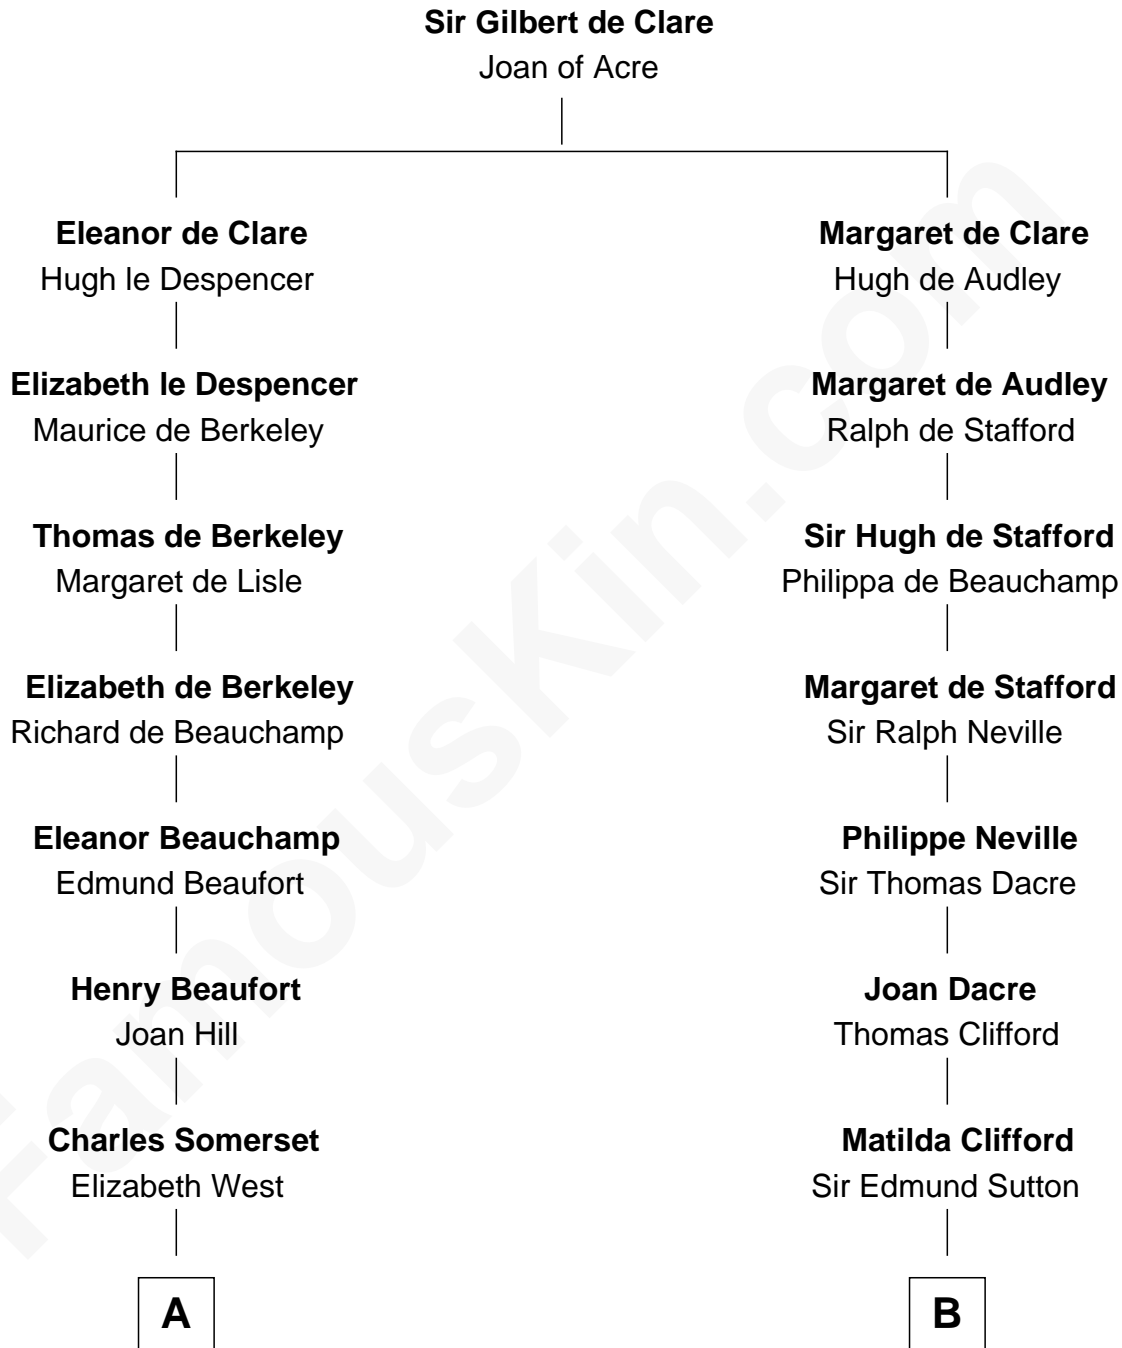 Sir Gilbert de Clare
Joan of Acre
Eleanor de Clare
Hugh le Despencer
Margaret de Clare
Hugh de Audley
Elizabeth le Despencer
Maurice de Berkeley
Margaret de Audley
Ralph de Stafford
Thomas de Berkeley
Margaret de Lisle
Sir Hugh de Stafford
Philippa de Beauchamp
Elizabeth de Berkeley
Richard de Beauchamp
Margaret de Stafford
Sir Ralph Neville
Eleanor Beauchamp
Edmund Beaufort
Philippe Neville
Sir Thomas Dacre
Henry Beaufort
Joan Hill
Joan Dacre
Thomas Clifford
Charles Somerset
Elizabeth West
Matilda Clifford
Sir Edmund Sutton
A
B
FamousKin.com